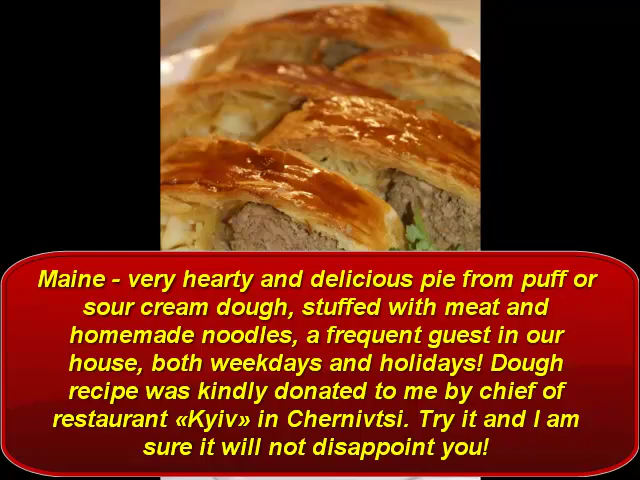 Maine - very hearty and delicious pie from puff or
sour cream dough, stuffed with meat and
homemade noodles, a frequent guest in our
house, both weekdays and holidays! Dough
recipe was kindly donated to me by chief of
restaurant «Kyiv» in Chernivtsi. Try it and I am
sure it will not disappoint you!